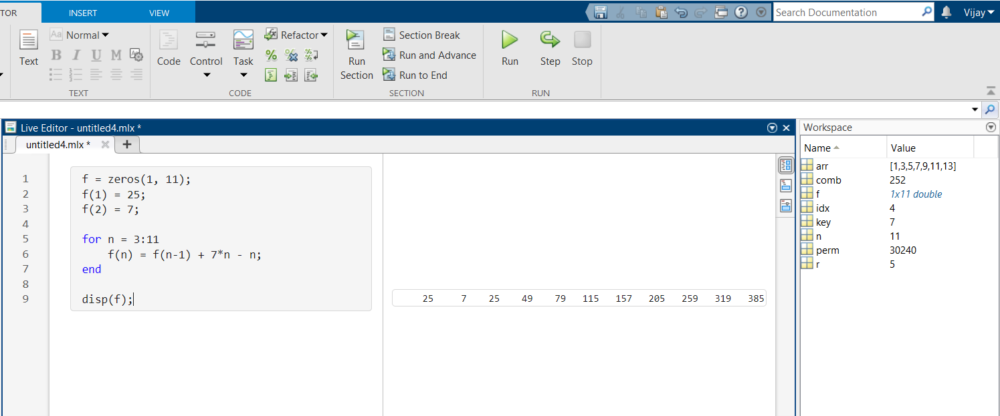 TOR INSERT VIEW Search Documentation Vijay
Aa Normal Refactor Section Break
B I U M Run and Advance
Text Code Control Task Run Run Step Stop
Section Run to End
TEXT CODE SECTION RUN
Live Editor - untitled4.mlx *
untitled4.mlx *
1 f = zeros(1, 11);
2 f(1) = 25;
3 f(2) = 7;
4
5 for n = 3:11
6 f(n) = f(n-1) + 7*n - n;
7 end
8
9 disp(f);
25 7 25 49 79 115 157 205 259 319 385
Workspace
Name Value
arr [1,3,5,7,9,11,13]
comb 252
f 1x11 double
idx 4
key 7
n 11
perm 30240
r 5